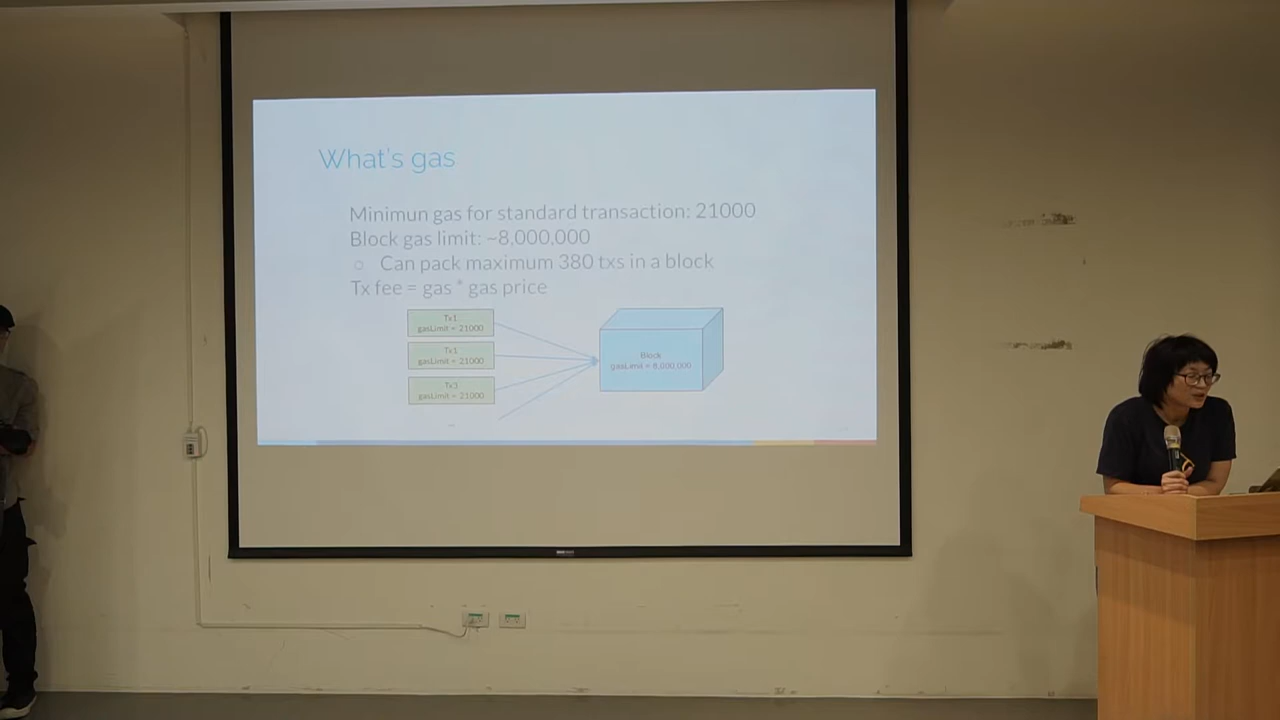 What's gas
Minimun gas for standard transaction: 21000
Block gas limit: ~8,000,000
○ Can pack maximum 380 txs in a block
Tx fee = gas * gas price
Tx1
gasLimit = 21000
Tx1
gasLimit = 21000
Tx3
gasLimit = 21000
...
Block
gasLimit = 8,000,000